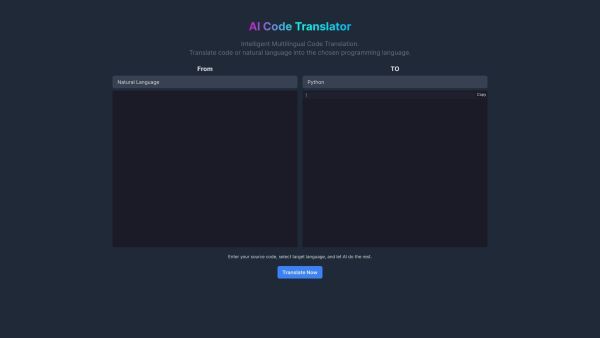 AI Code Translator
Intelligent Multilingual Code Translation.
Translate code or natural language into the chosen programming language.
From
TO
Natural Language
Python
1
Copy
Enter your source code, select target language, and let AI do the rest.
Translate Now